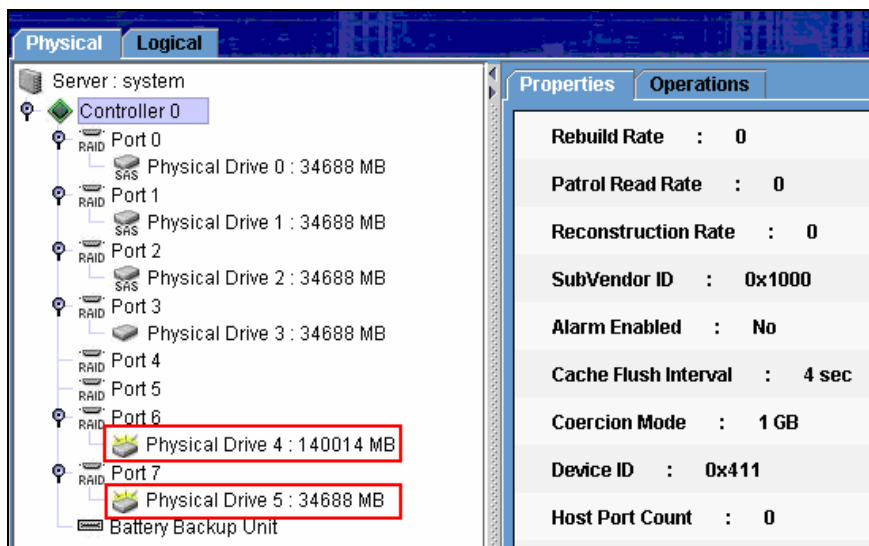 Physical Logical
Server : system
Controller 0
RAID Port 0
SAS Physical Drive 0 : 34688 MB
RAID Port 1
SAS Physical Drive 1 : 34688 MB
RAID Port 2
SAS Physical Drive 2 : 34688 MB
RAID Port 3
Physical Drive 3 : 34688 MB
RAID Port 4
RAID Port 5
RAID Port 6
Physical Drive 4 : 140014 MB
RAID Port 7
Physical Drive 5 : 34688 MB
Battery Backup Unit
Properties Operations
Rebuild Rate : 0
Patrol Read Rate : 0
Reconstruction Rate : 0
SubVendor ID : 0x1000
Alarm Enabled : No
Cache Flush Interval : 4 sec
Coercion Mode : 1 GB
Device ID : 0x411
Host Port Count : 0